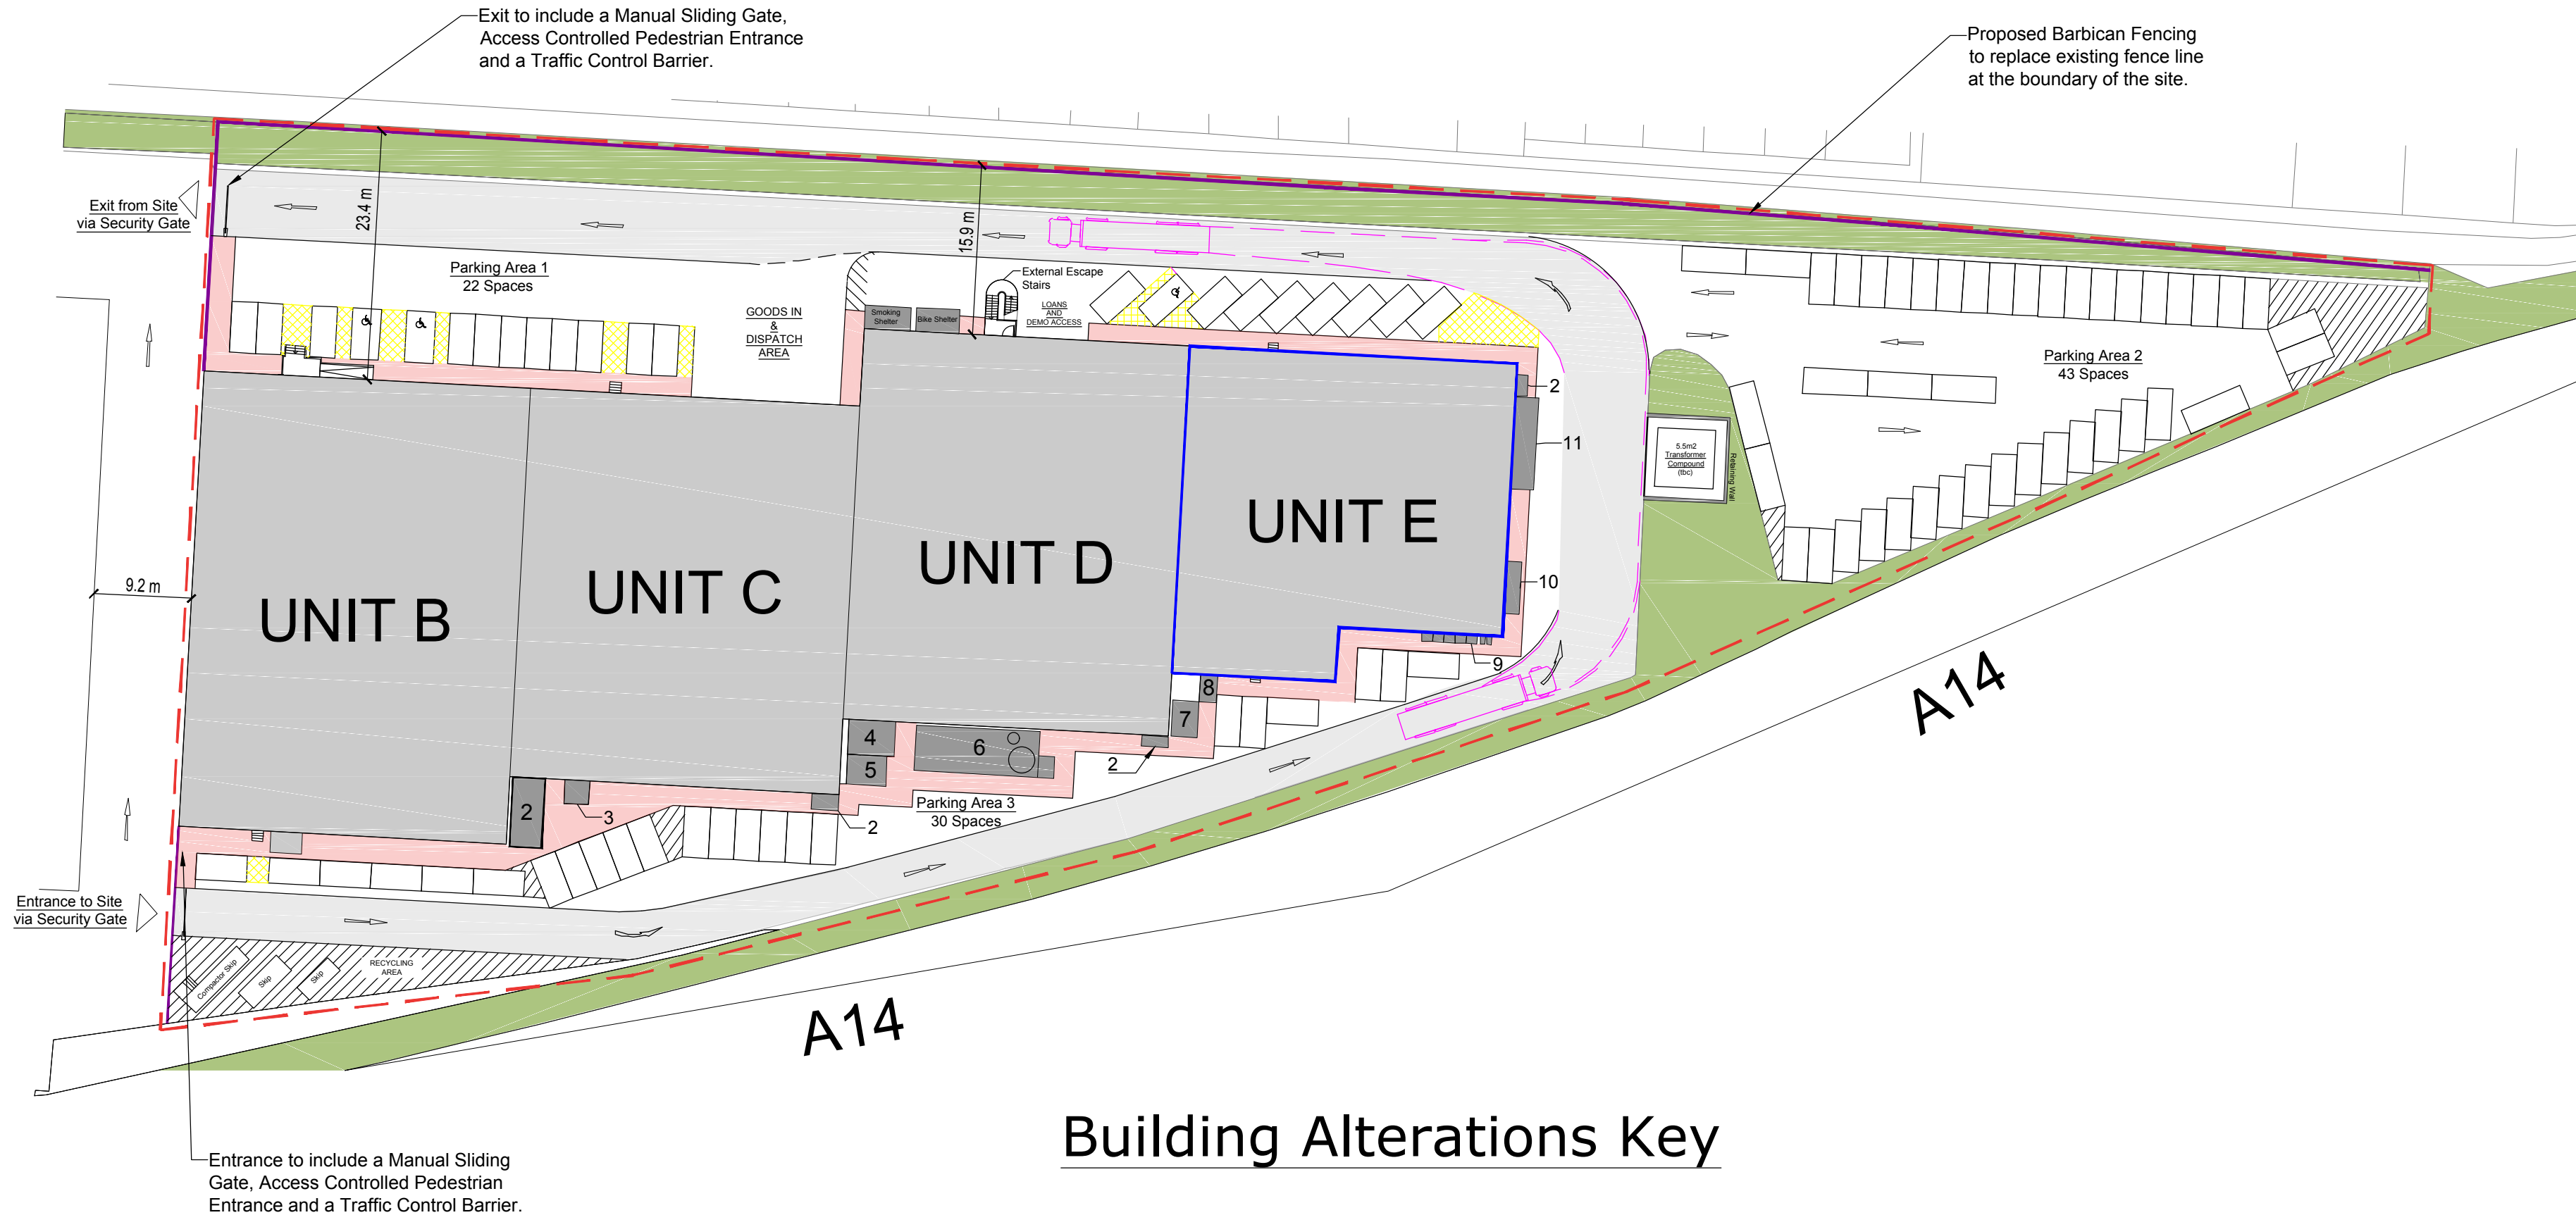 Exit to include a Manual Sliding Gate,
Access Controlled Pedestrian Entrance
and a Traffic Control Barrier.
Proposed Barbican Fencing
to replace existing fence line
at the boundary of the site.
Exit from Site
via Security Gate
23.4 m
15.9 m
Parking Area 1
22 Spaces
GOODS IN
&
DISPATCH
AREA
Smoking
Shelter
Bike Shelter
External Escape
Stairs
LOANS
AND
DEMO ACCESS
Parking Area 2
43 Spaces
2
11
5.5m2
Transformer
Compound
(tbc)
Retaining Wall
UNIT B
UNIT C
UNIT D
UNIT E
9.2 m
10
9
8
7
2
6
4
5
2
3
2
Parking Area 3
30 Spaces
Entrance to Site
via Security Gate
Compactor Skip
Skip
Skip
RECYCLING
AREA
A14
A14
Building Alterations Key
Entrance to include a Manual Sliding
Gate, Access Controlled Pedestrian
Entrance and a Traffic Control Barrier.